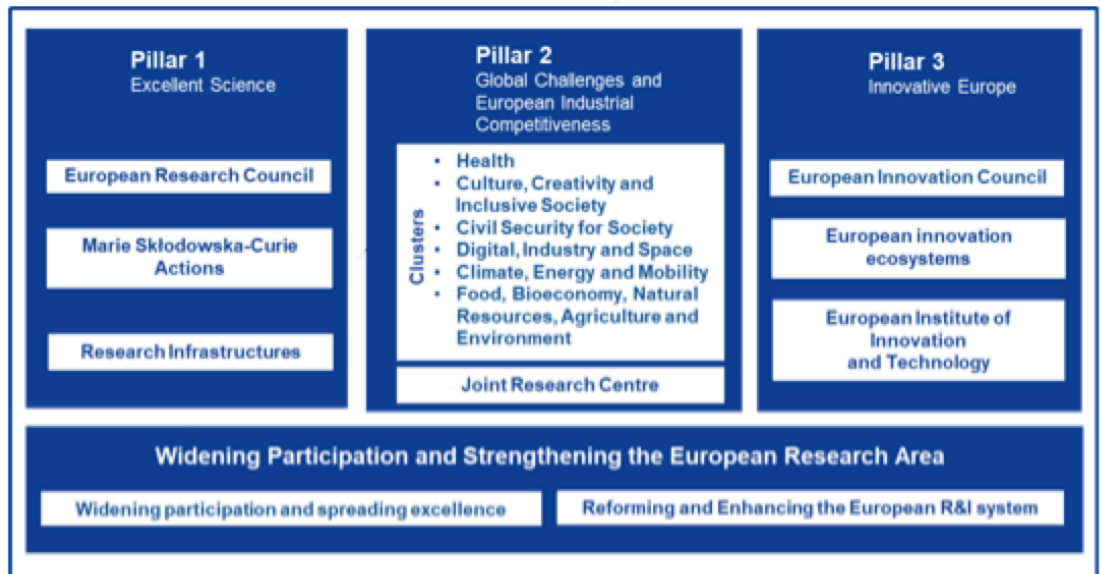 Pillar 1
Excellent Science
European Research Council
Marie Skłodowska-Curie
Actions
Research Infrastructures
Pillar 2
Global Challenges and
European Industrial
Competitiveness
Clusters
• Health
• Culture, Creativity and
Inclusive Society
• Civil Security for Society
• Digital, Industry and Space
• Climate, Energy and Mobility
• Food, Bioeconomy, Natural
Resources, Agriculture and
Environment
Joint Research Centre
Pillar 3
Innovative Europe
European Innovation Council
European innovation
ecosystems
European Institute of
Innovation
and Technology
Widening Participation and Strengthening the European Research Area
Widening participation and spreading excellence
Reforming and Enhancing the European R&I system